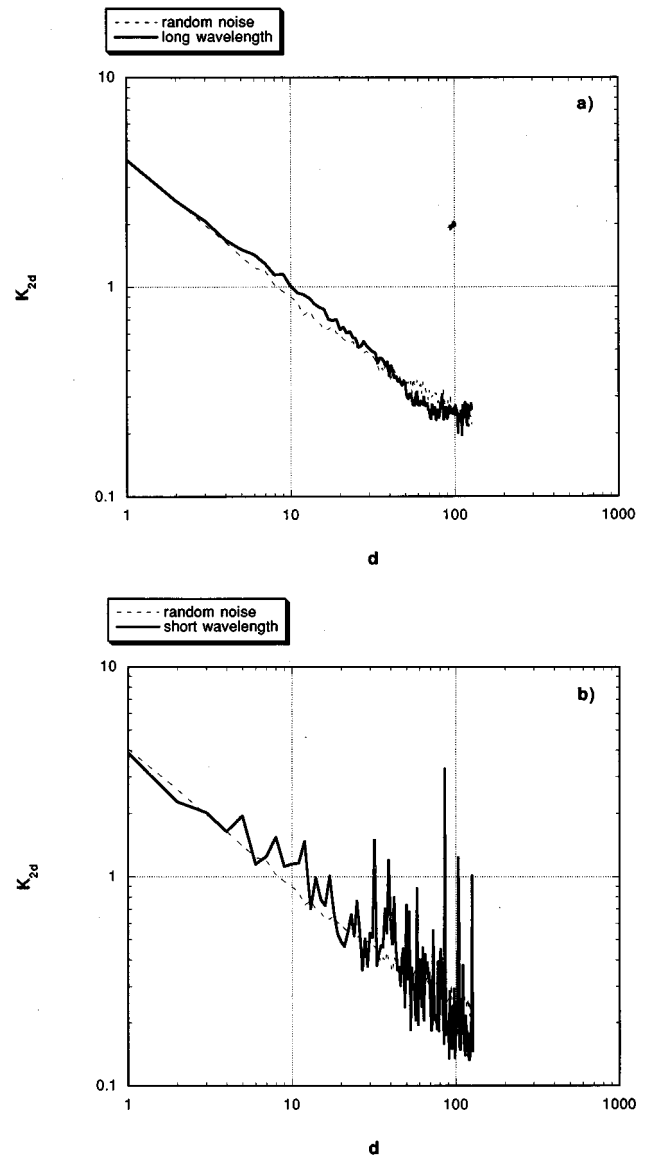 random noise
long wavelength
10
a)
1
K2d
0.1
1
10
100
1000
d
random noise
short wavelength
10
b)
1
K2d
0.1
1
10
100
1000
d